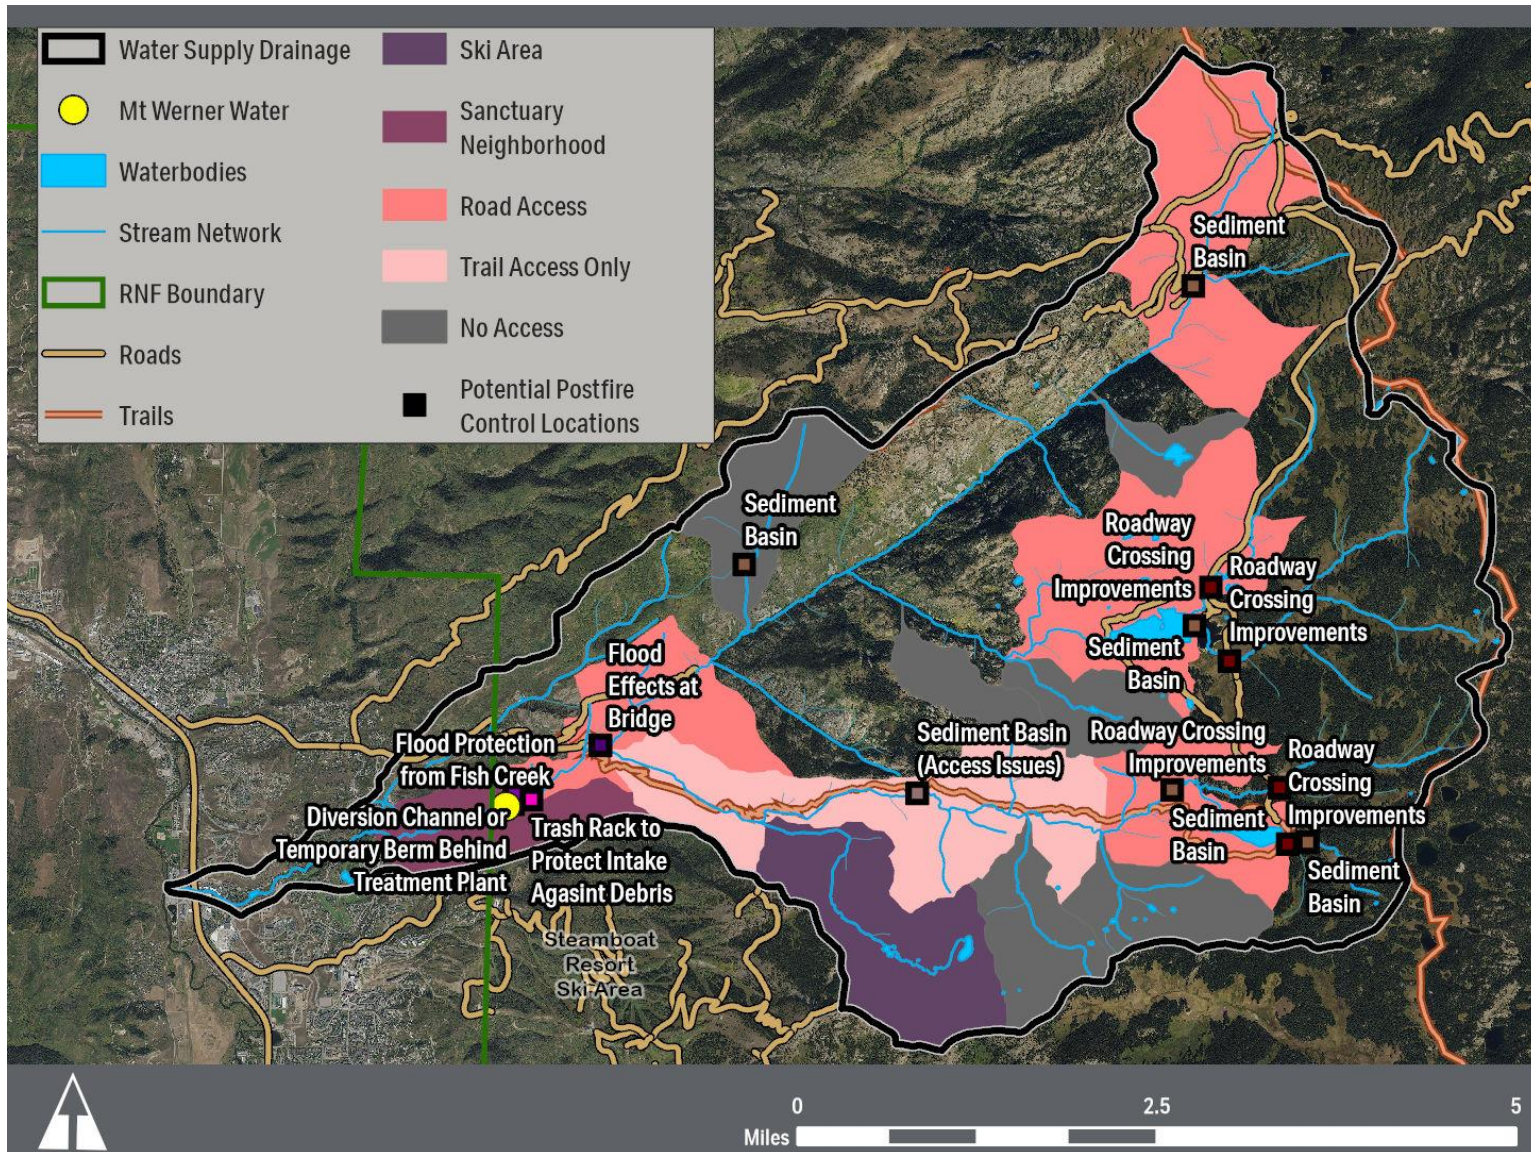 Water Supply Drainage
Mt Werner Water
Waterbodies
Stream Network
RNF Boundary
Roads
Trails
Ski Area
Sanctuary
Neighborhood
Road Access
Trail Access Only
No Access
Potential Postfire
Control Locations
Sediment
Basin
Sediment
Basin
Roadway
Crossing
Improvements
Roadway
Crossing
Improvements
Sediment
Basin
Flood
Effects at
Bridge
Sediment Basin
(Access Issues)
Roadway Crossing
Improvements
Roadway
Crossing
Improvements
Sediment
Basin
Sediment
Basin
Flood Protection
from Fish Creek
Diversion Channel or
Temporary Berm Behind
Treatment Plant
Trash Rack to
Protect Intake
Agasint Debris
Steamboat
Resort
Ski Area
Miles
0
2.5
5